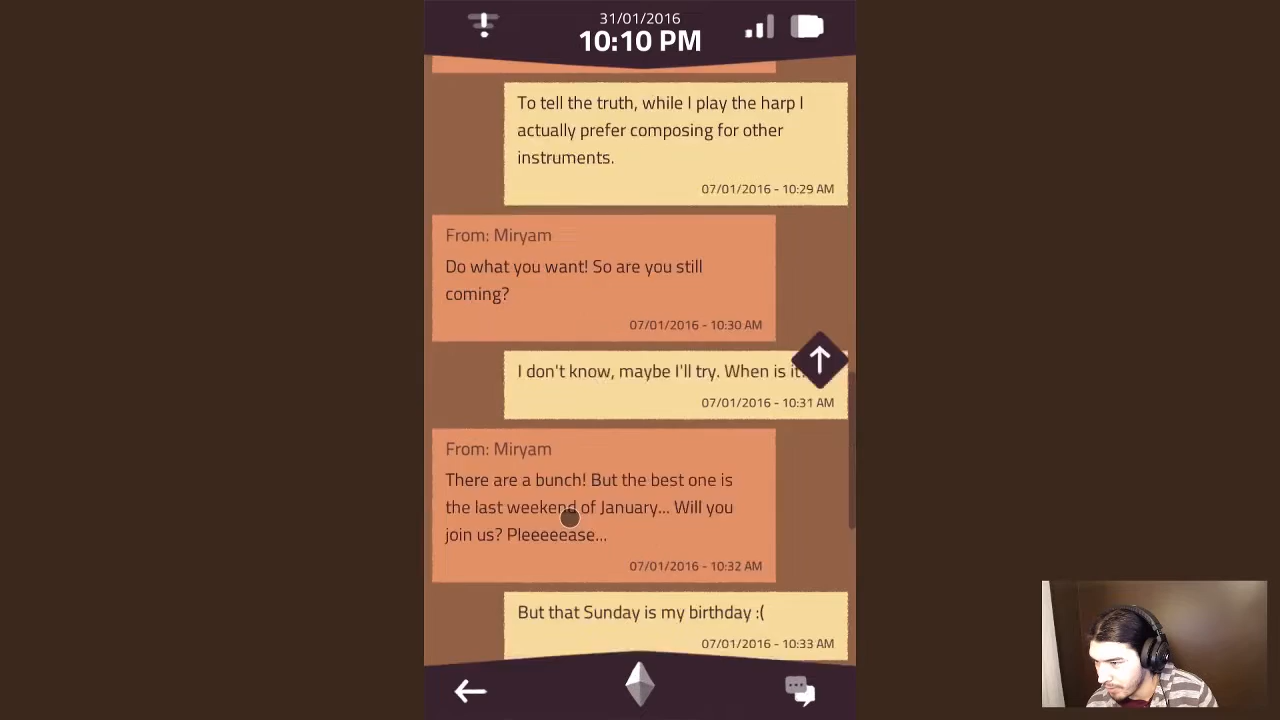 31/01/2016
10:10 PM
To tell the truth, while I play the harp I
actually prefer composing for other
instruments.
07/01/2016 - 10:29 AM
From: Miryam
Do what you want! So are you still
coming?
07/01/2016 - 10:30 AM
I don't know, maybe I'll try. When is it
07/01/2016 - 10:31 AM
From: Miryam
There are a bunch! But the best one is
the last weekend of January... Will you
join us? Pleeeeease...
07/01/2016 - 10:32 AM
But that Sunday is my birthday :(
07/01/2016 - 10:33 AM